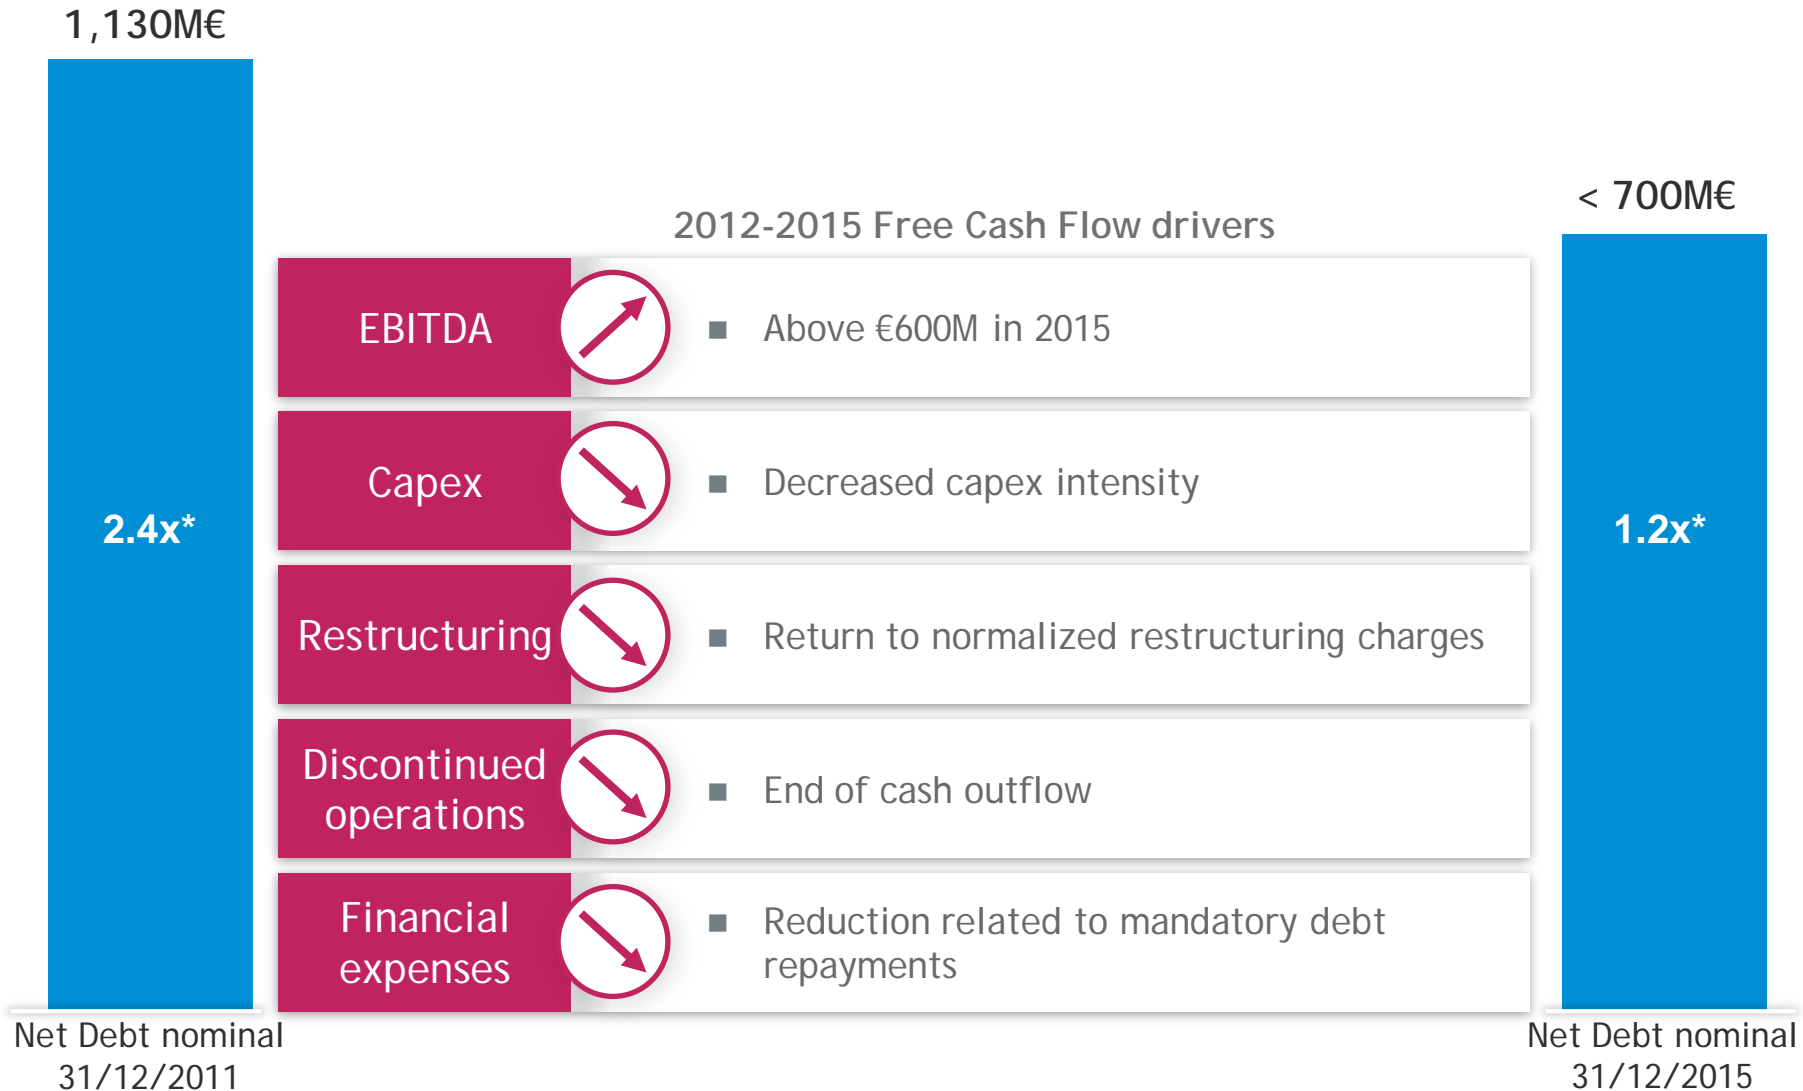 1,130M€
2.4x*
Net Debt nominal
31/12/2011
2012-2015 Free Cash Flow drivers
EBITDA
■ Above €600M in 2015
Capex
■ Decreased capex intensity
Restructuring
■ Return to normalized restructuring charges
Discontinued
operations
■ End of cash outflow
Financial
expenses
■ Reduction related to mandatory debt
repayments
< 700M€
1.2x*
Net Debt nominal
31/12/2015